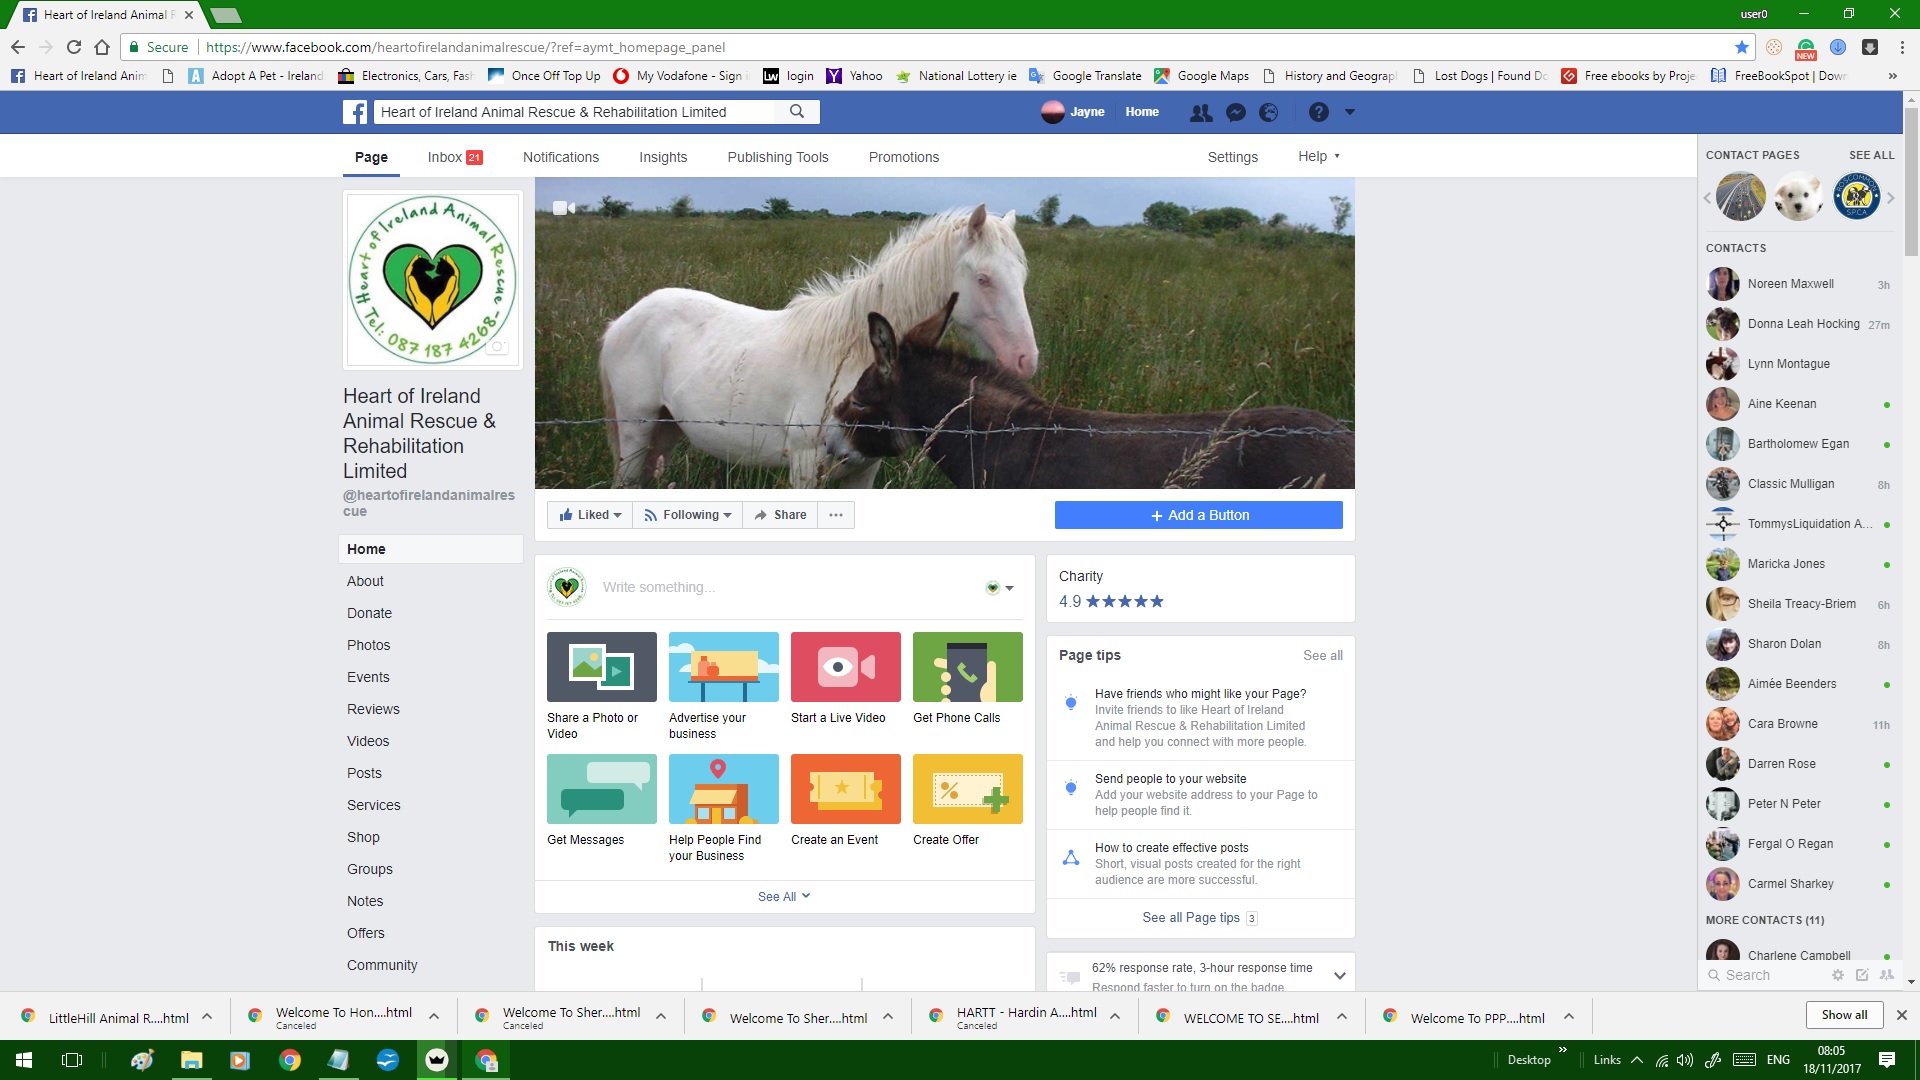 Heart of Ireland Animal R
user0
Secure
https://www.facebook.com/heartofirelandanimalrescue/?ref=aymt_homepage_panel
NEW
Heart of Ireland Anim
Adopt A Pet - Ireland
Electronics, Cars, Fash
Once Off Top Up
My Vodafone - Sign i
login
Yahoo
National Lottery ie
Google Translate
Google Maps
History and Geograp
Lost Dogs | Found Do
Free ebooks by Proje
FreeBookSpot | Down
Heart of Ireland Animal Rescue & Rehabilitation Limited
Jayne
Home
Page
Inbox 21
Notifications
Insights
Publishing Tools
Promotions
Settings
Help
Heart of Ireland Animal Rescue-
Tel: 087 187 4268-
Heart of Ireland
Animal Rescue &
Rehabilitation
Limited
@heartofirelandanimalres
cue
Home
About
Donate
Photos
Events
Reviews
Videos
Posts
Services
Shop
Groups
Notes
Offers
Community
Liked
Following
Share
+ Add a Button
Write something...
Share a Photo or
Video
Advertise your
business
Start a Live Video
Get Phone Calls
Get Messages
Help People Find
your Business
Create an Event
Create Offer
See All
This week
Charity
4.9
Page tips
See all
Have friends who might like your Page?
Invite friends to like Heart of Ireland
Animal Rescue & Rehabilitation Limited
and help you connect with more people.
Send people to your website
Add your website address to your Page to
help people find it.
How to create effective posts
Short, visual posts created for the right
audience are more successful.
See all Page tips 3
62% response rate, 3-hour response time
Respond faster to turn on the badge
CONTACT PAGES
SEE ALL
ROSCOMMON
SPCA
CONTACTS
Noreen Maxwell 3h
Donna Leah Hocking 27m
Lynn Montague
Aine Keenan
Bartholomew Egan
Classic Mulligan 8h
TommysLiquidation A...
Maricka Jones
Sheila Treacy-Briem 6h
Sharon Dolan 8h
Aimée Beenders
Cara Browne 11h
Darren Rose
Peter N Peter
Fergal O Regan
Carmel Sharkey
MORE CONTACTS (11)
Charlene Campbell
Search
LittleHill Animal R....html
Welcome To Hon....html
Canceled
Welcome To Sher....html
Canceled
Welcome To Sher....html
HARTT - Hardin A....html
Canceled
WELCOME TO SE....html
Welcome To PPP....html
Show all
Desktop
Links
ENG
08:05
18/11/2017